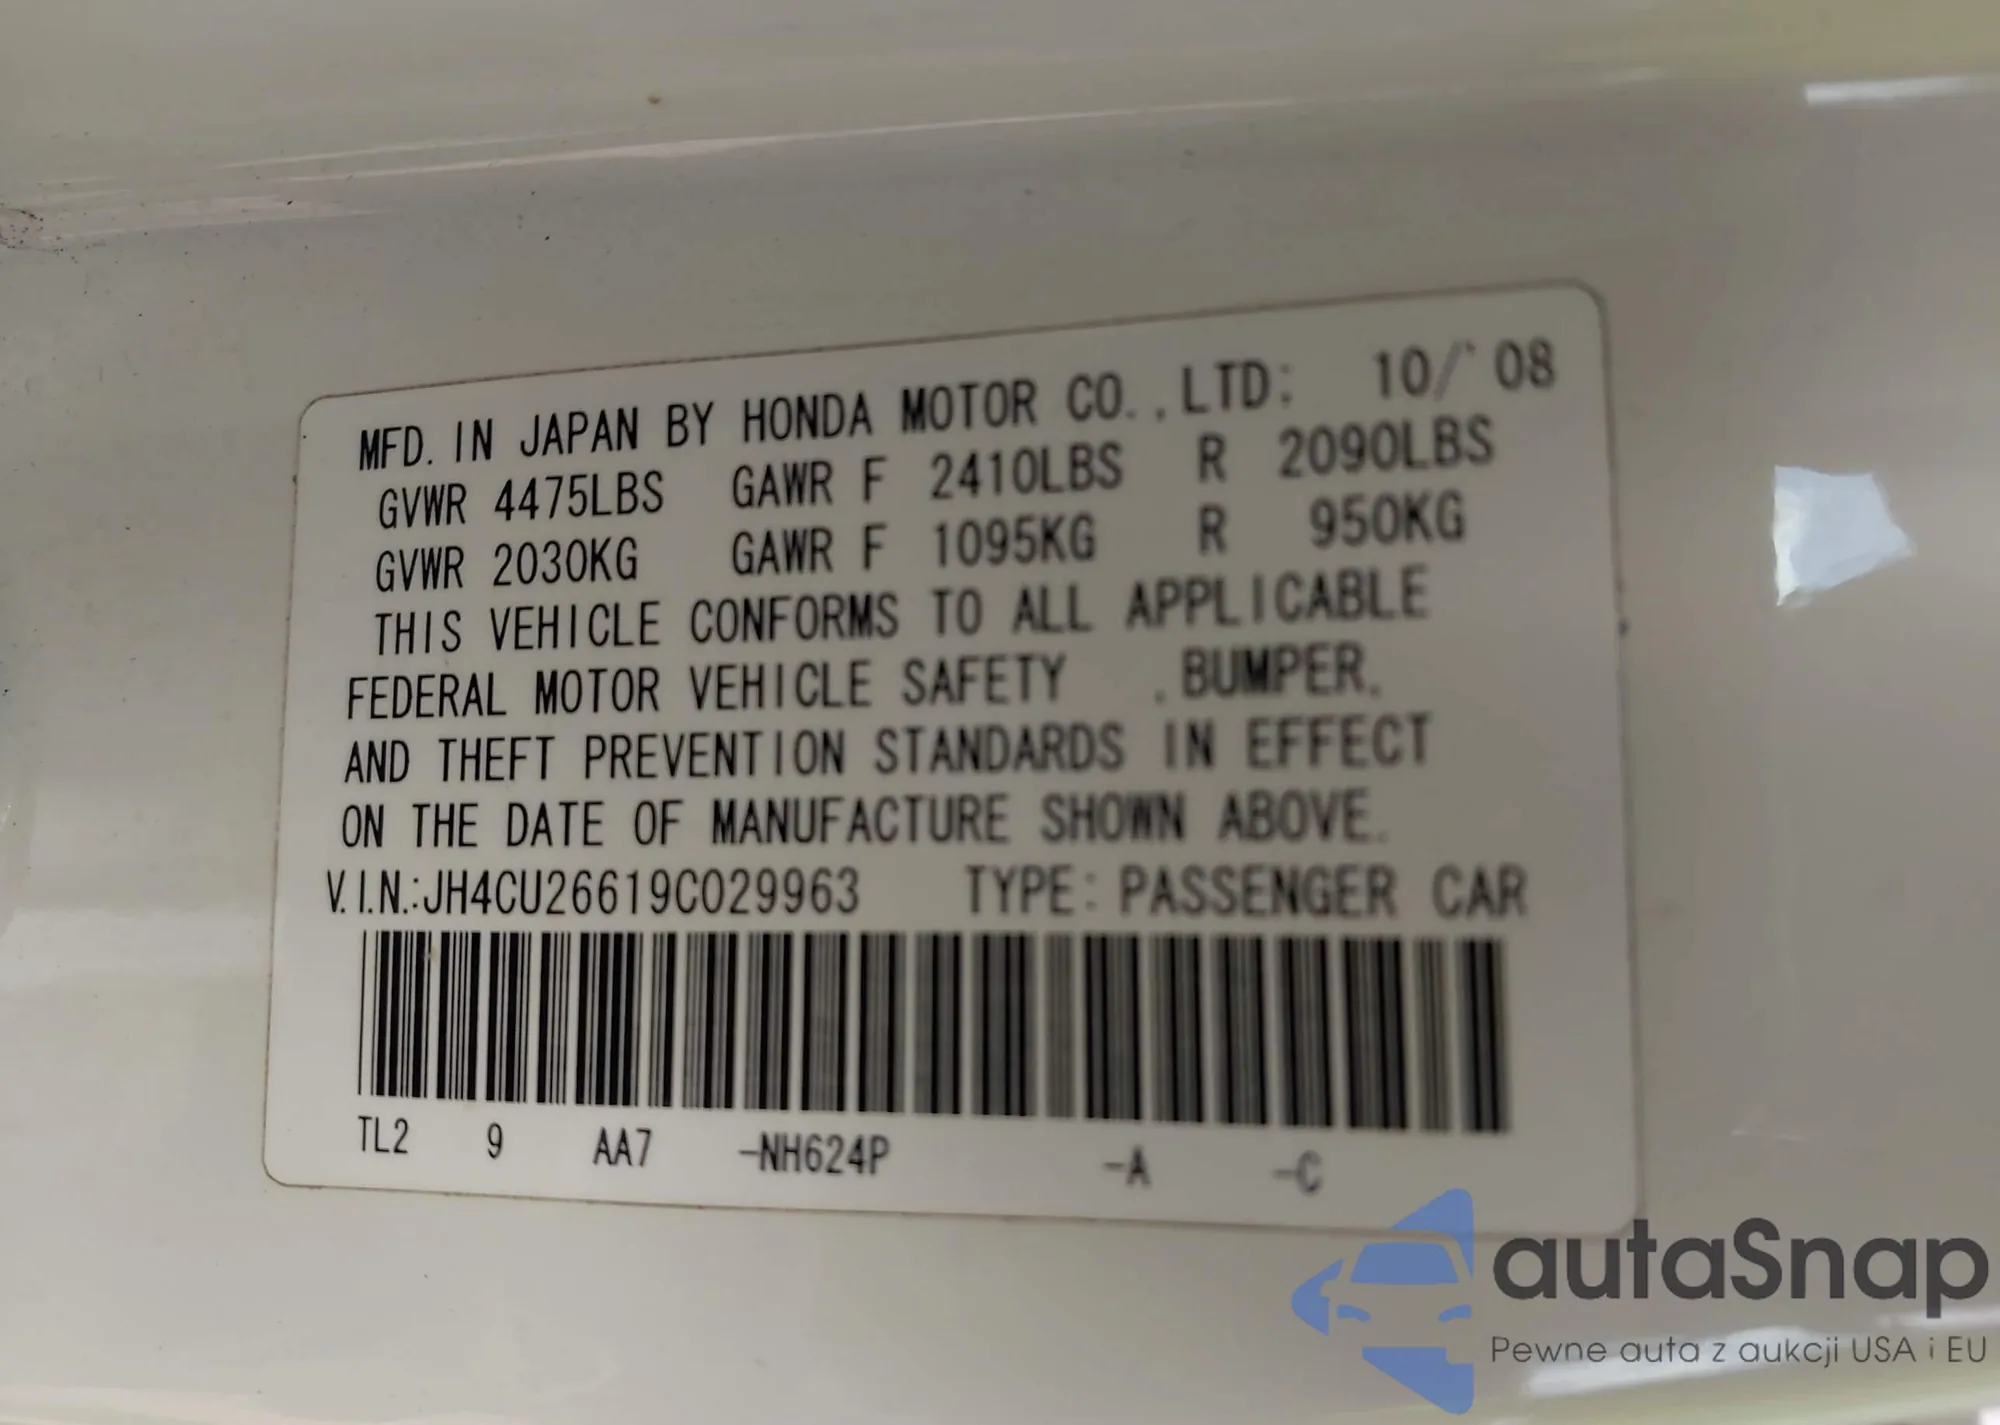 MFD. IN JAPAN BY HONDA MOTOR CO.,LTD; 10/'08
GVWR 4475LBS GAWR F 2410LBS R 2090LBS
GVWR 2030KG GAWR F 1095KG R 950KG
THIS VEHICLE CONFORMS TO ALL APPLICABLE
FEDERAL MOTOR VEHICLE SAFETY .BUMPER.
AND THEFT PREVENTION STANDARDS IN EFFECT
ON THE DATE OF MANUFACTURE SHOWN ABOVE.
V.I.N.:JH4CU26619C029963 TYPE:PASSENGER CAR
TL2 9 AA7 -NH624P -A -C
autaSnap
Pewne auta z aukcji USA i EU